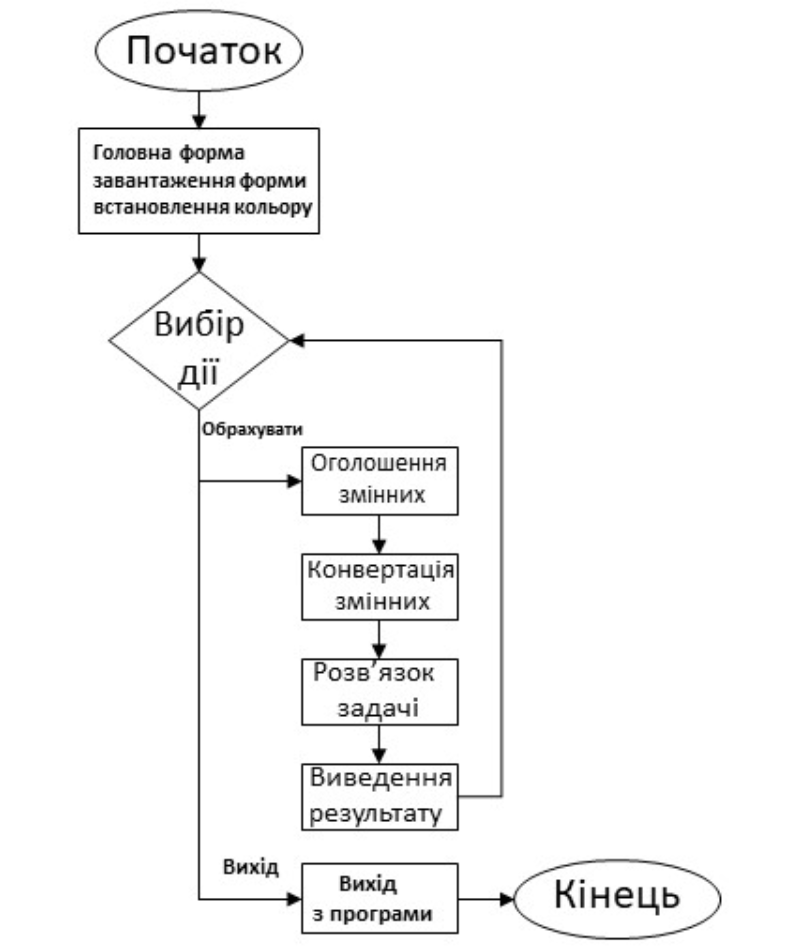 Початок
Головна форма
завантаження форми
встановлення кольору
Вибір
дії
Обрахувати
Оголошення
змінних
Конвертація
змінних
Розв'язок
задачі
Виведення
результату
Вихід
Вихід
з програми
Кінець